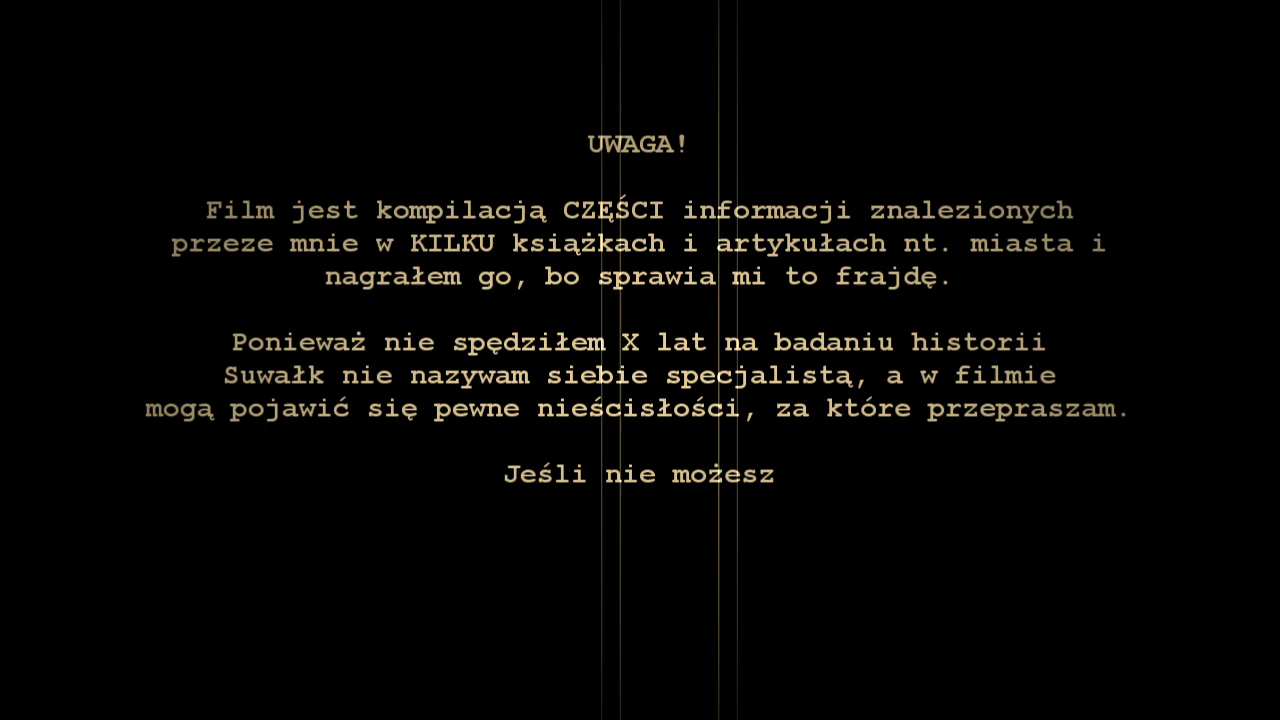 UWAGA!
Film jest kompilacją CZĘŚCI informacji znalezionych
przeze mnie w KILKU książkach i artykułach nt. miasta i
nagrałem go, bo sprawia mi to frajdę.
Ponieważ nie spędziłem X lat na badaniu historii
Suwałk nie nazywam siebie specjalistą, a w filmie
mogą pojawić się pewne nieścisłości, za które przepraszam.
Jeśli nie możesz